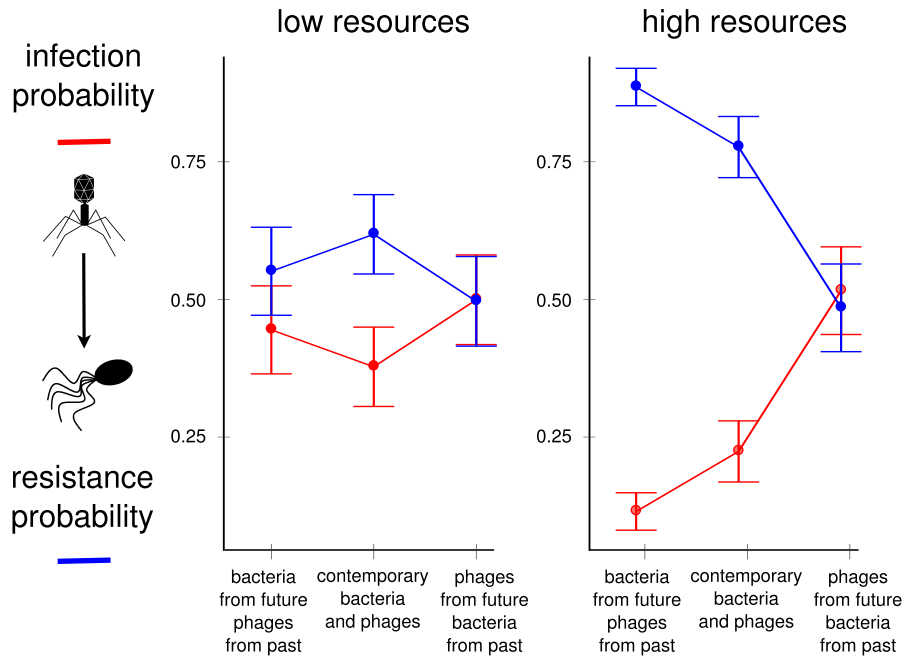 low resources
high resources
infection
probability
resistance
probability
0.75
0.50
0.25
bacteria
from future
phages
from past
contemporary
bacteria
and phages
phages
from future
bacteria
from past
0.75
0.50
0.25
bacteria
from future
phages
from past
contemporary
bacteria
and phages
phages
from future
bacteria
from past